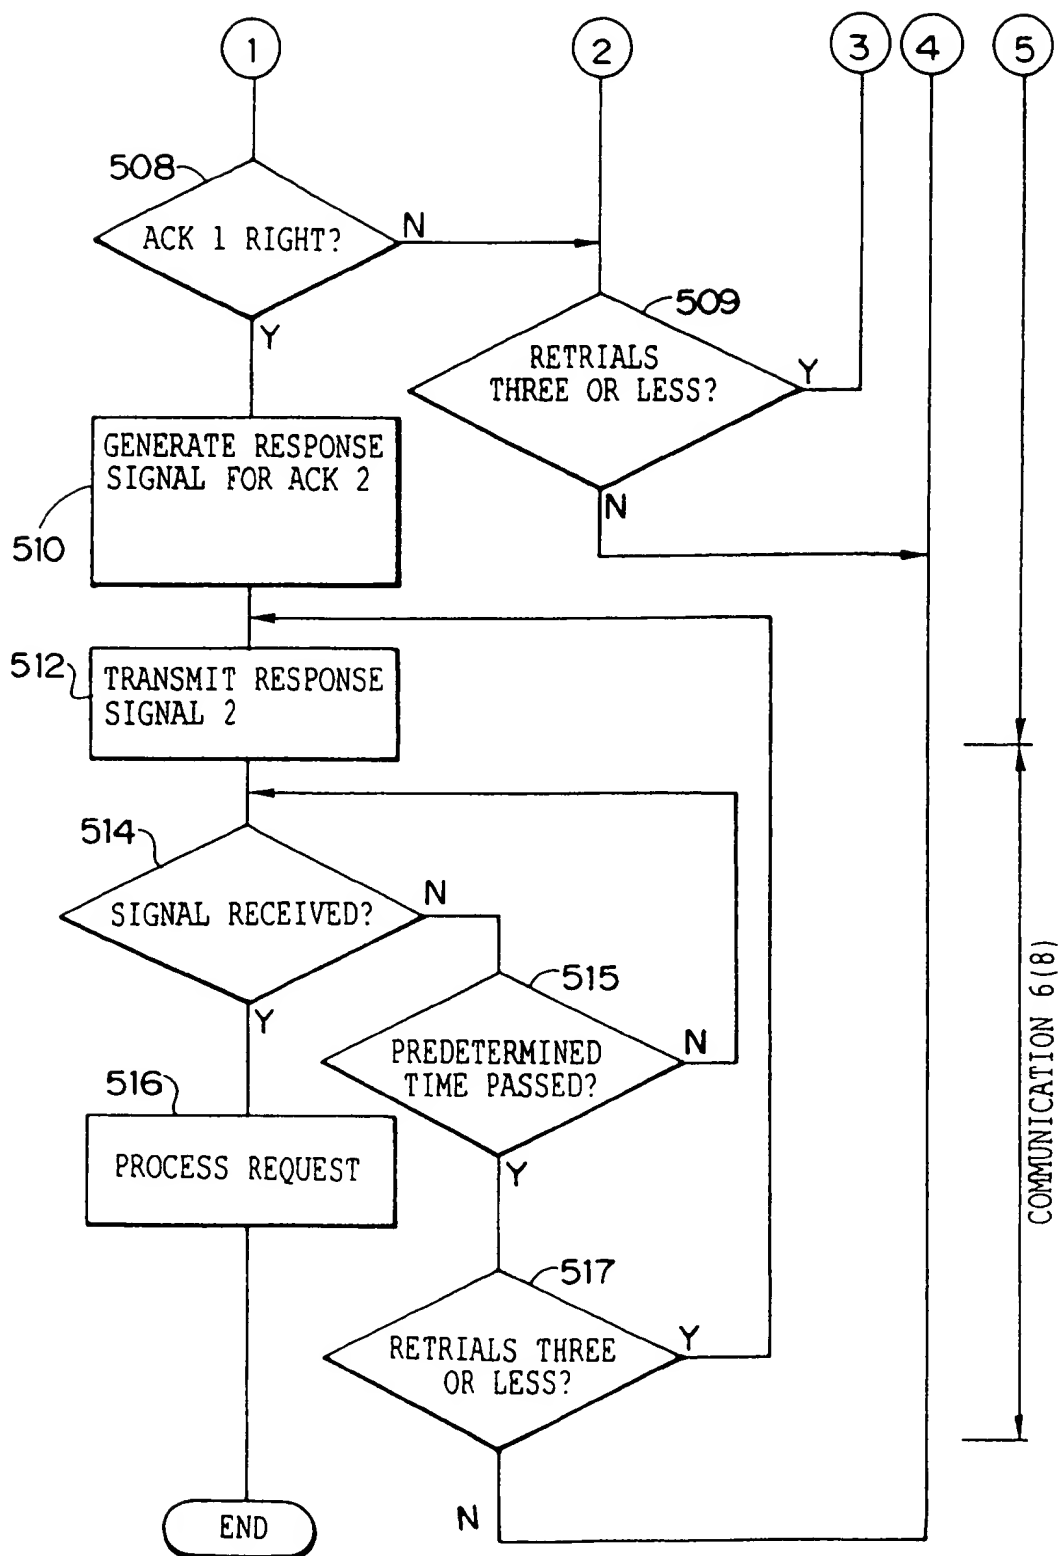 1
2
3
4
5
508
ACK 1 RIGHT?
N
Y
509
RETRIALS
THREE OR LESS?
Y
N
GENERATE RESPONSE
SIGNAL FOR ACK 2
510
512
TRANSMIT RESPONSE
SIGNAL 2
514
SIGNAL RECEIVED?
N
Y
515
PREDETERMINED
TIME PASSED?
N
Y
516
PROCESS REQUEST
517
RETRIALS THREE
OR LESS?
Y
N
END
COMMUNICATION 6(8)